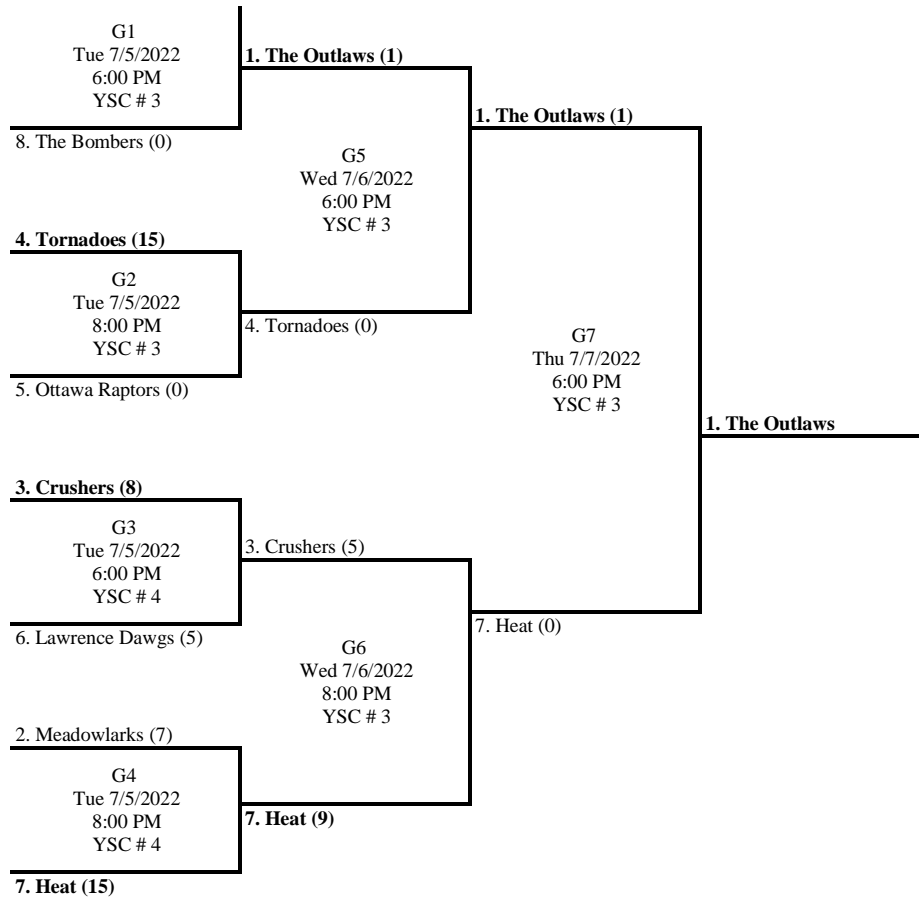 G1
Tue 7/5/2022
6:00 PM
YSC # 3
8. The Bombers (0)
1. The Outlaws (1)
G5
Wed 7/6/2022
6:00 PM
YSC # 3
1. The Outlaws (1)
4. Tornadoes (15)
G2
Tue 7/5/2022
8:00 PM
YSC # 3
5. Ottawa Raptors (0)
4. Tornadoes (0)
G7
Thu 7/7/2022
6:00 PM
YSC # 3
1. The Outlaws
3. Crushers (8)
G3
Tue 7/5/2022
6:00 PM
YSC # 4
6. Lawrence Dawgs (5)
3. Crushers (5)
G6
Wed 7/6/2022
8:00 PM
YSC # 3
7. Heat (0)
2. Meadowlarks (7)
G4
Tue 7/5/2022
8:00 PM
YSC # 4
7. Heat (15)
7. Heat (9)